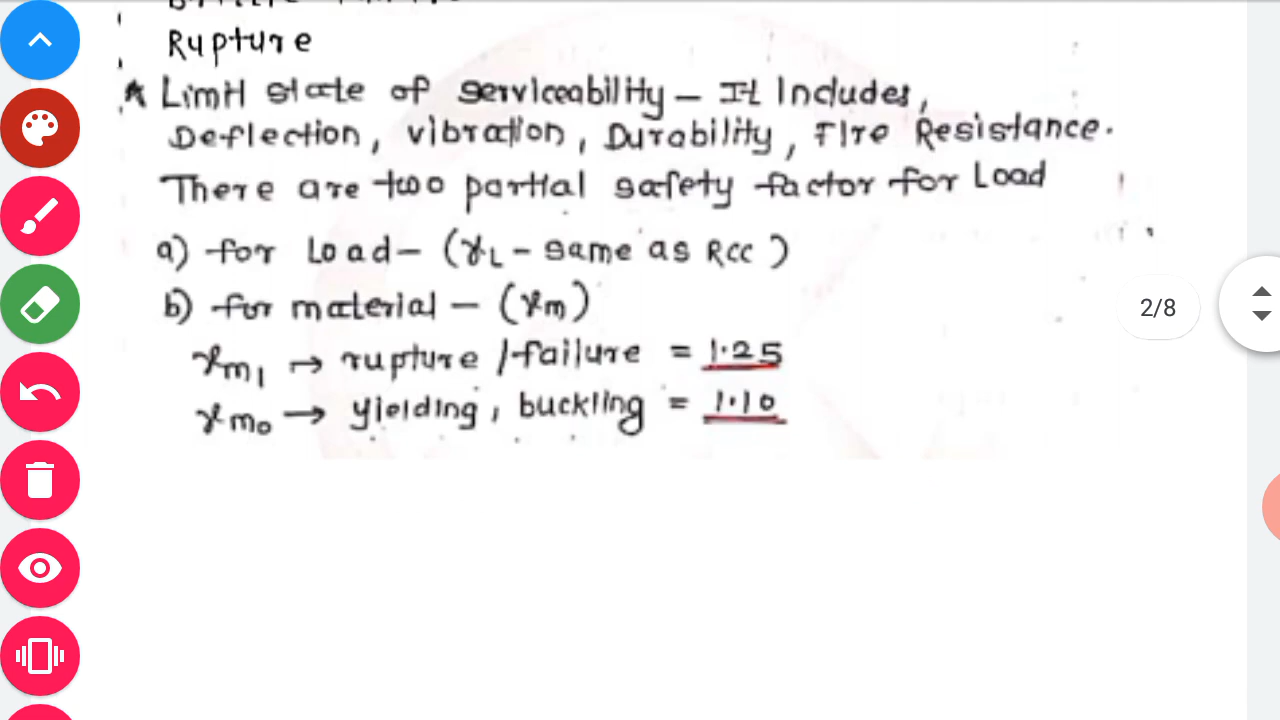 Rupture
Limit state of serviceability – It Includes,
Deflection, vibration, Durability, Fire Resistance.
There are two partial safety factor for Load
a) for Load – (γL – same as RCC)
b) for material – (γm)
γm1 → rupture / failure = 1.25
γm0 → yielding, buckling = 1.10
2/8